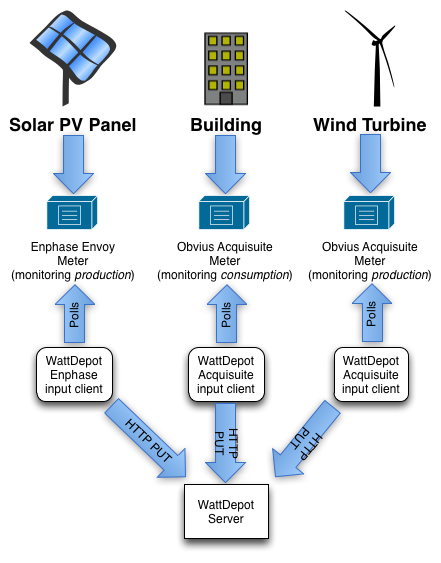 Solar PV Panel
Building
Wind Turbine
Enphase Envoy
Meter
(monitoring production)
Obvius Acquisuite
Meter
(monitoring consumption)
Obvius Acquisuite
Meter
(monitoring production)
Polls
Polls
Polls
WattDepot
Enphase
input client
WattDepot
Acquisuite
input client
WattDepot
Acquisuite
input client
HTTP PUT
HTTP
PUT
HTTP
PUT
WattDepot
Server